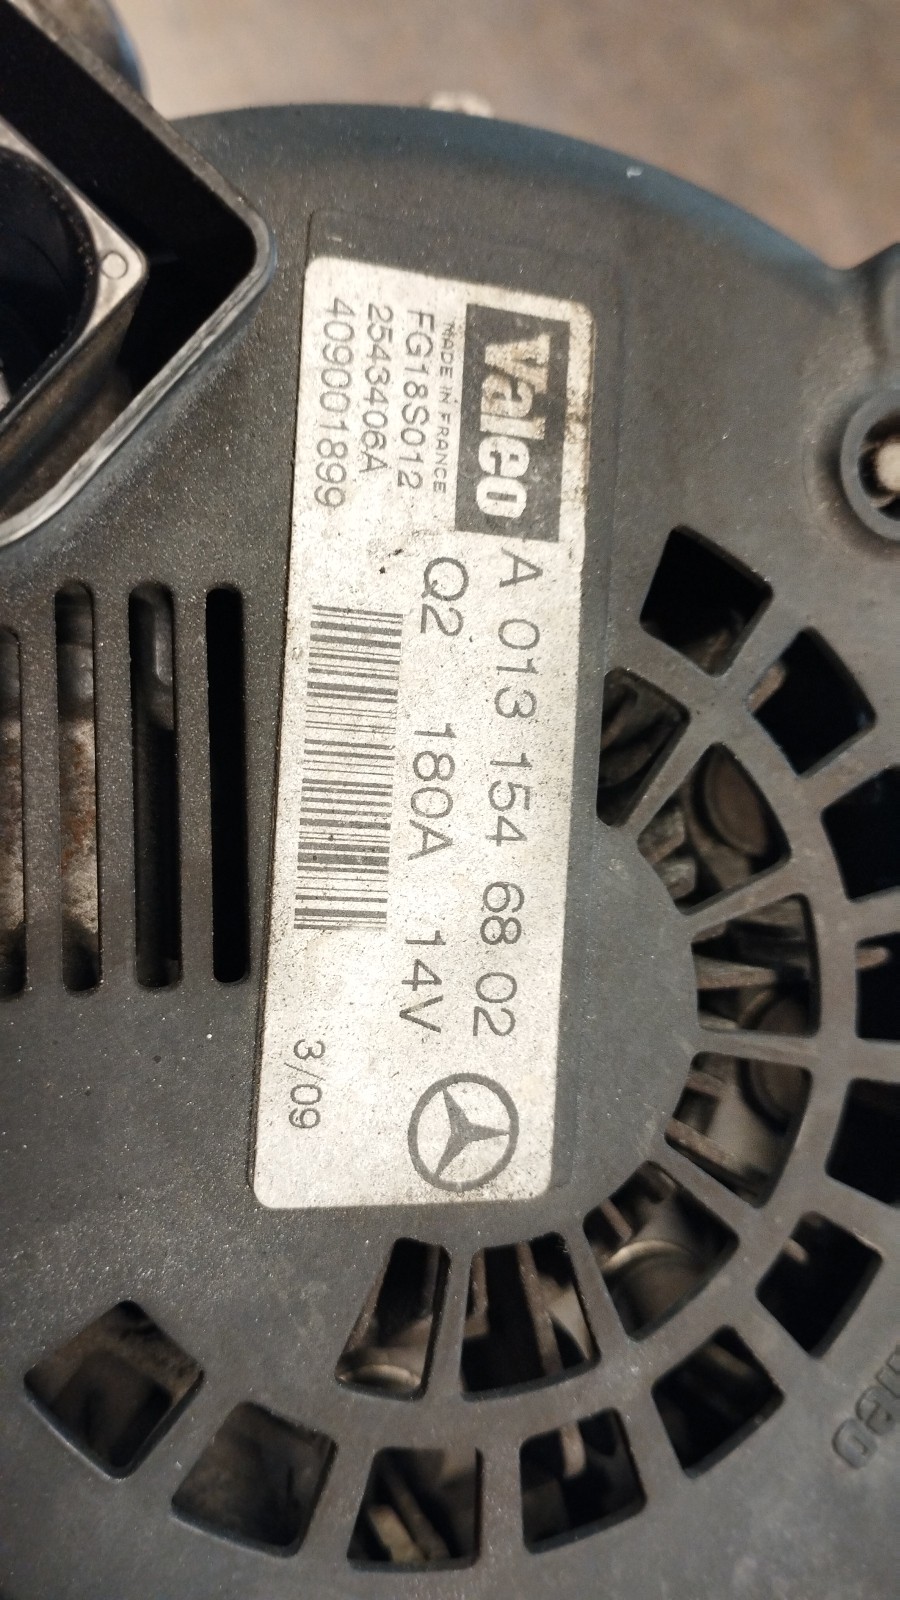 Valeo
MADE IN FRANCE
FG18S012
2543406A
409001899
A 013 154 68 02
Q2 180A 14V
3/09